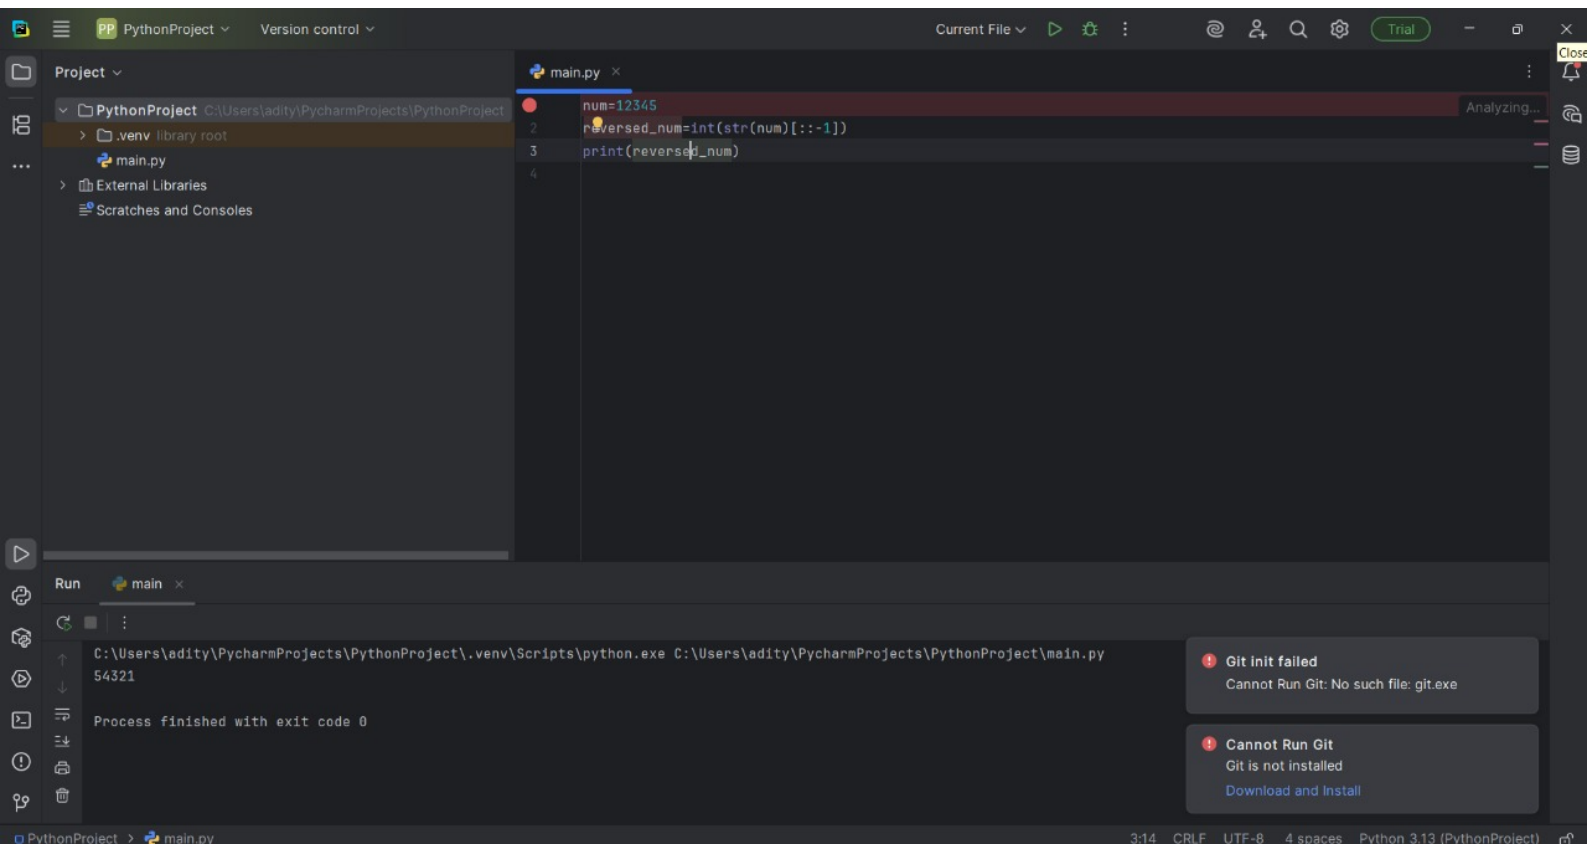 PP PythonProject Version control Current File Trial
Close
Project
main.py
PythonProject C:\Users\adity\PycharmProjects\PythonProject
.venv library root
main.py
External Libraries
Scratches and Consoles
num=12345
Analyzing...
2 reversed_num=int(str(num)[::-1])
3 print(reversed_num)
4
Run main
C:\Users\adity\PycharmProjects\PythonProject\.venv\Scripts\python.exe C:\Users\adity\PycharmProjects\PythonProject\main.py
54321
Process finished with exit code 0
Git init failed
Cannot Run Git: No such file: git.exe
Cannot Run Git
Git is not installed
Download and Install
PythonProject > main.py 3:14 CRLF UTF-8 4 spaces Python 3.13 (PythonProject)